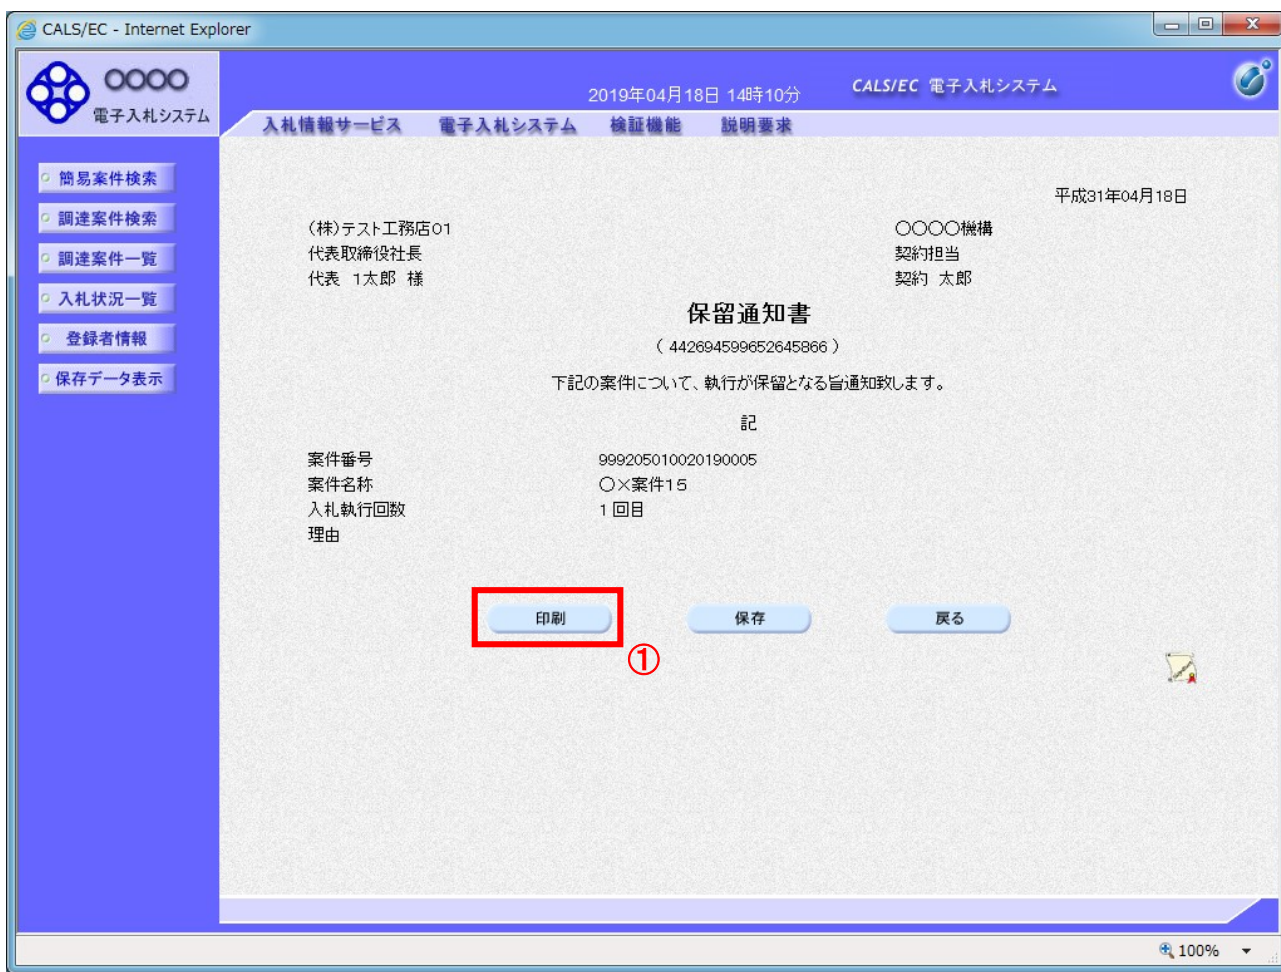 CALS/EC - Internet Explorer
○○○○
電子入札システム
2019年04月18日 14時10分
CALS/EC 電子入札システム
入札情報サービス 電子入札システム 検証機能 説明要求
簡易案件検索
調達案件検索
調達案件一覧
入札状況一覧
登録者情報
保存データ表示
平成31年04月18日
(株)テスト工務店01
代表取締役社長
代表 1太郎 様
○○○○機構
契約担当
契約 太郎
保留通知書
( 442694599652645866 )
下記の案件について、執行が保留となる旨通知致します。
記
案件番号 999205010020190005
案件名称 ○×案件15
入札執行回数 1回目
理由
印刷 保存 戻る
①
100%